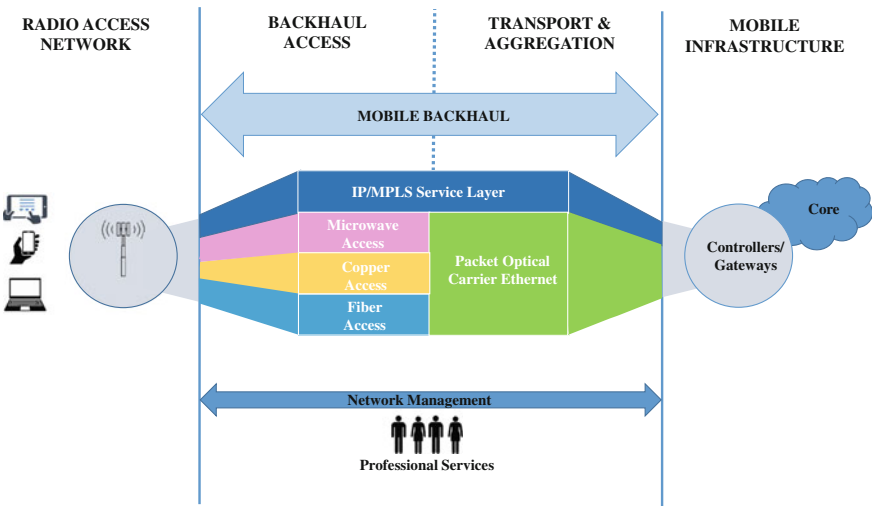 RADIO ACCESS
NETWORK
BACKHAUL
ACCESS
TRANSPORT &
AGGREGATION
MOBILE
INFRASTRUCTURE
MOBILE BACKHAUL
IP/MPLS Service Layer
Microwave
Access
Copper
Access
Fiber
Access
Packet Optical
Carrier Ethernet
Controllers/
Gateways
Core
Network Management
Professional Services